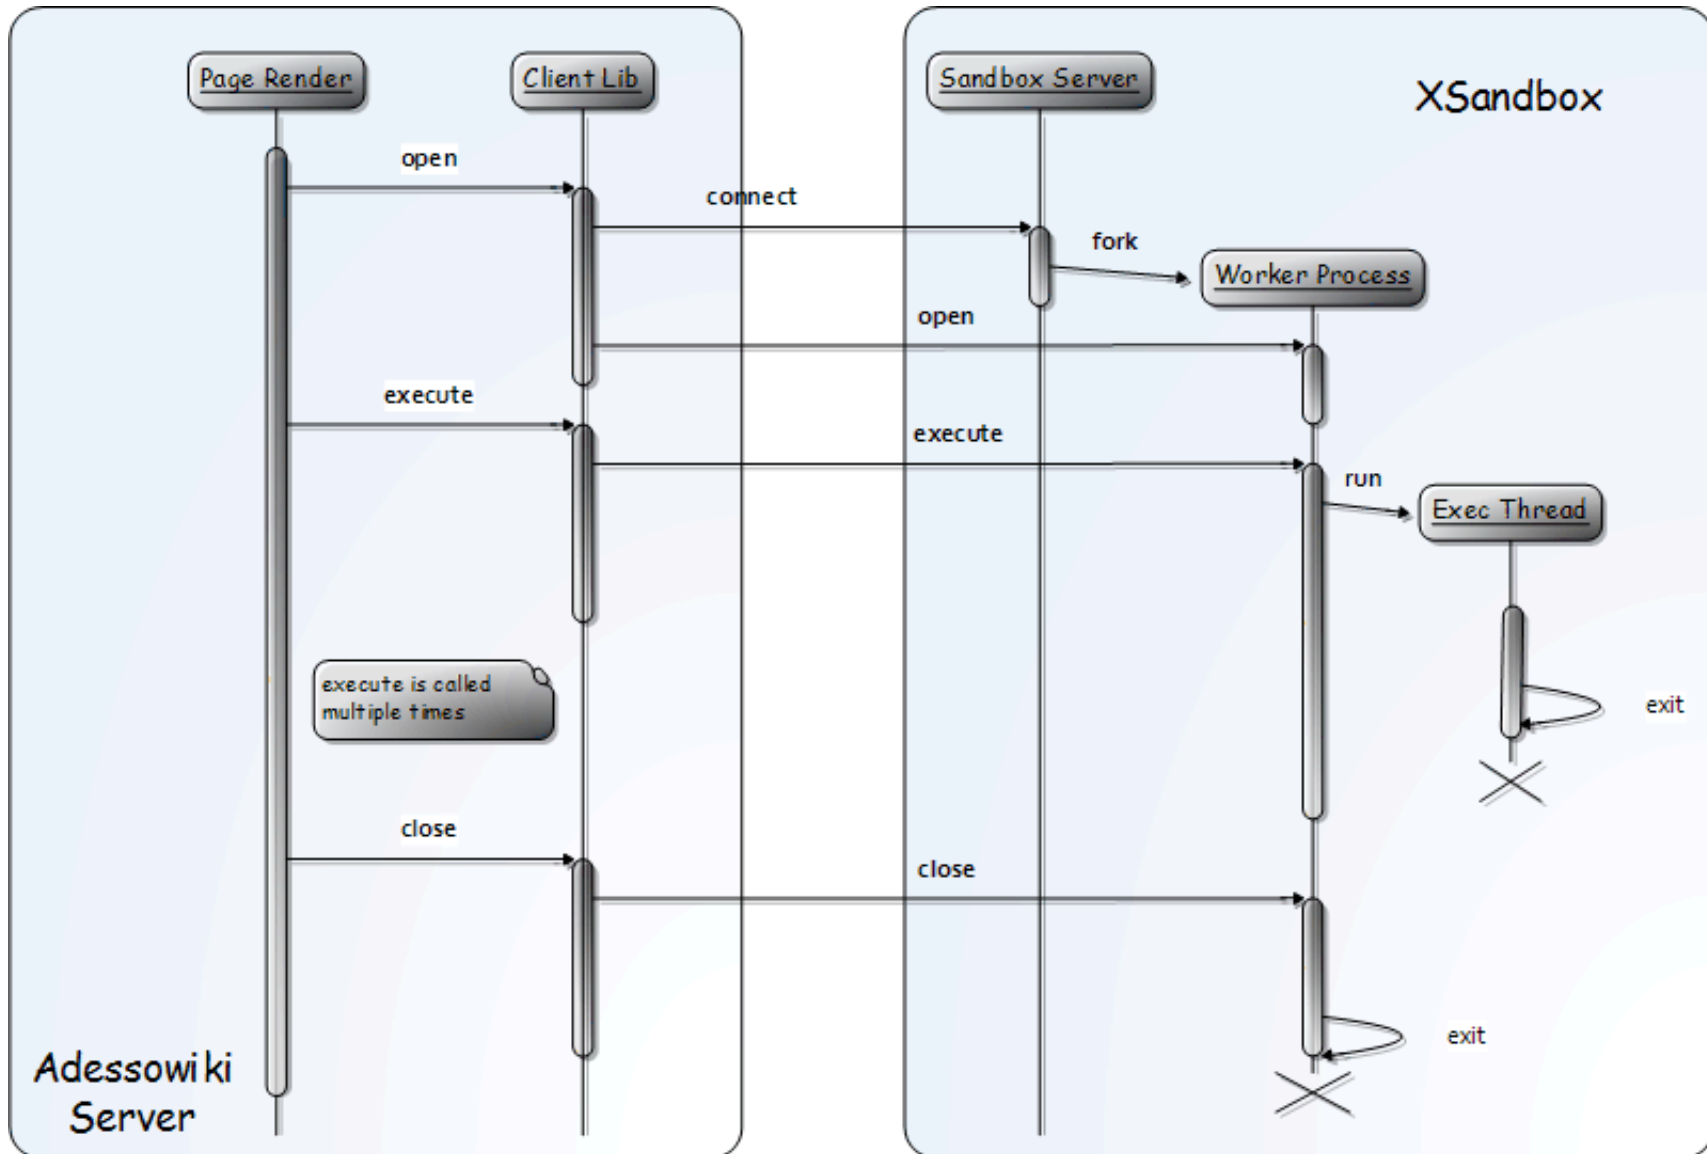 Page Render
Client Lib
Sandbox Server
XSandbox
open
connect
fork
Worker Process
open
execute
execute
run
Exec Thread
execute is called
multiple times
exit
close
close
exit
Adessowiki
Server